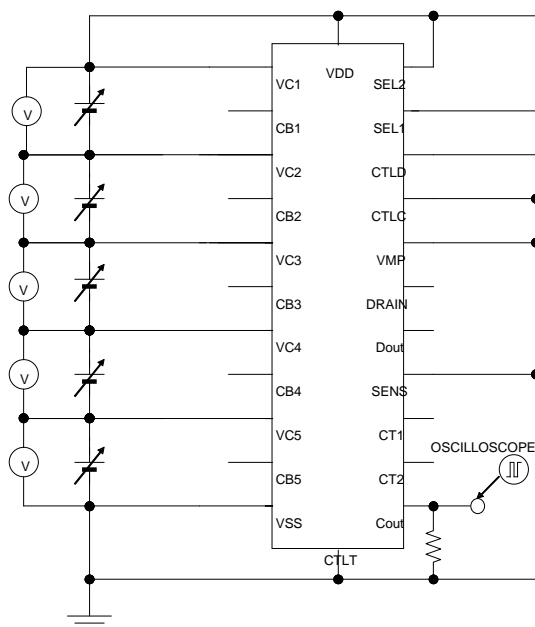 VDD
VC1 SEL2
V
CB1 SEL1
VC2 CTLD
V
CB2 CTLC
VC3 VMP
V
CB3 DRAIN
VC4 Dout
V
CB4 SENS
VC5 CT1
OSCILLOSCOPE
V
CB5 CT2
VSS Cout
CTLT